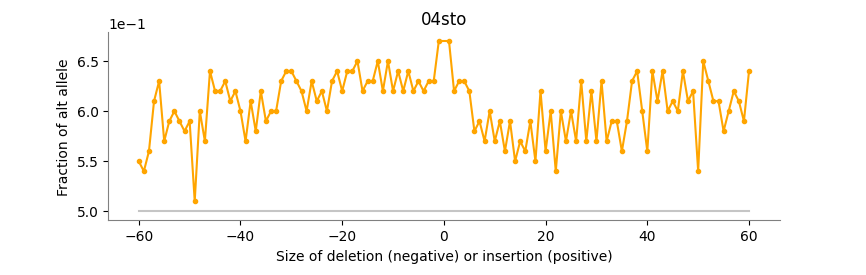 04sto
1e−1
Fraction of alt allele
6.5
6.0
5.5
5.0
−60 −40 −20 0 20 40 60
Size of deletion (negative) or insertion (positive)